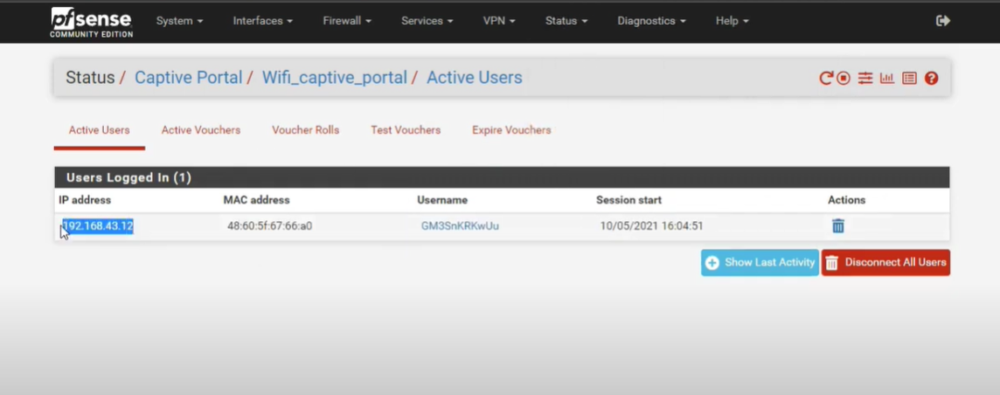 pfsense System Interfaces Firewall Services VPN Status Diagnostics Help
COMMUNITY EDITION
Status / Captive Portal / Wifi_captive_portal / Active Users
Active Users Active Vouchers Voucher Rolls Test Vouchers Expire Vouchers
Users Logged In (1)
IP address MAC address Username Session start Actions
192.168.43.12 48:60:5f:67:66:a0 GM3SnKRKwUu 10/05/2021 16:04:51
Show Last Activity Disconnect All Users